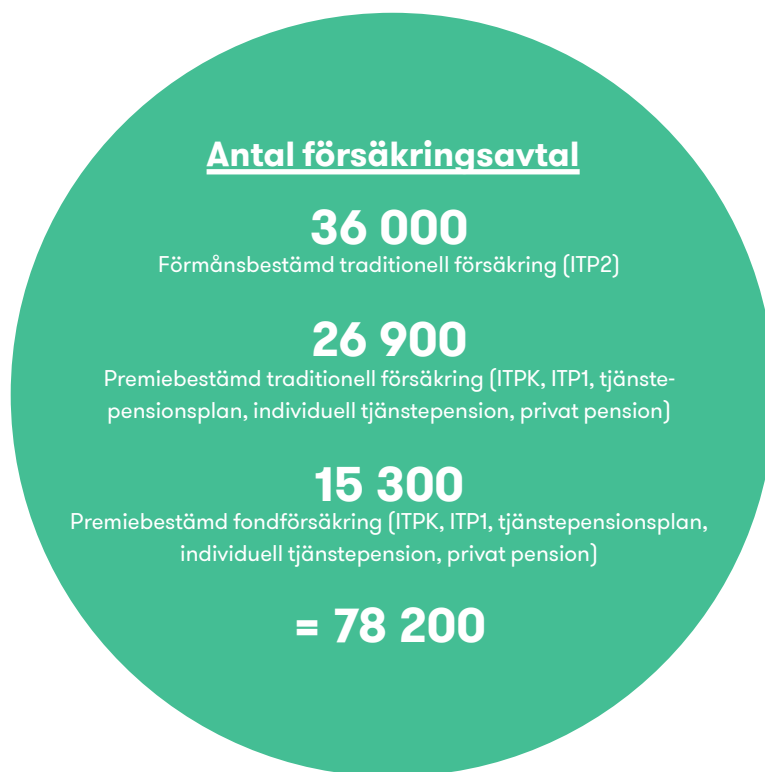 Antal försäkringsavtal
36 000
Förmånsbestämd traditionell försäkring (ITP2)
26 900
Premiebestämd traditionell försäkring (ITPK, ITP1, tjänste-
pensionsplan, individuell tjänstepension, privat pension)
15 300
Premiebestämd fondförsäkring (ITPK, ITP1, tjänstepensionsplan,
individuell tjänstepension, privat pension)
= 78 200